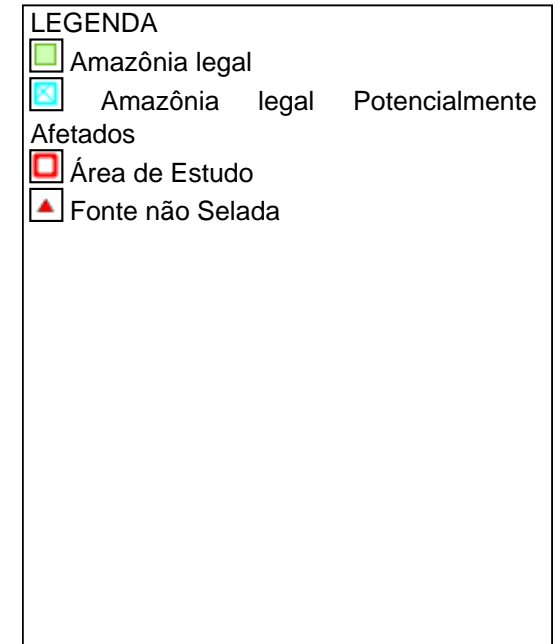 LEGENDA
Amazônia legal
Amazônia legal Potencialmente
Afetados
Área de Estudo
Fonte não Selada